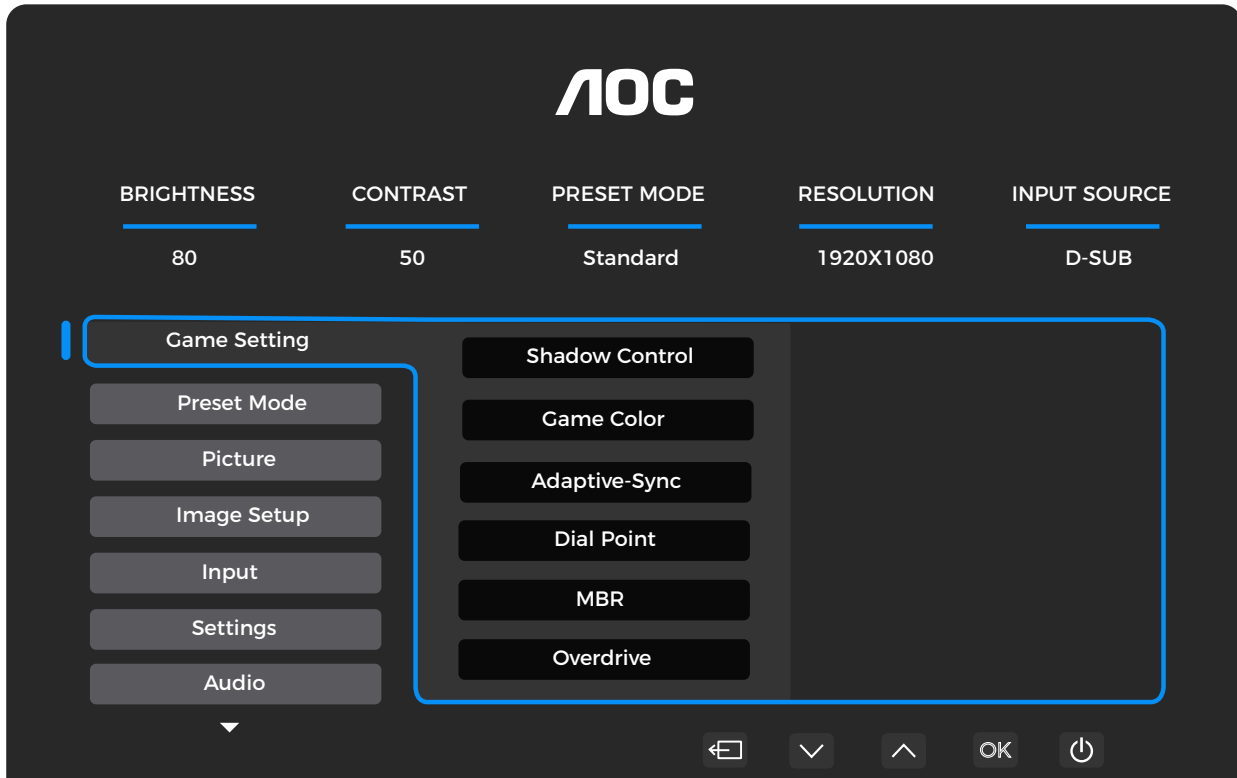 AOC
BRIGHTNESS CONTRAST PRESET MODE RESOLUTION INPUT SOURCE
80 50 Standard 1920X1080 D-SUB
Game Setting
Preset Mode
Picture
Image Setup
Input
Settings
Audio
Shadow Control
Game Color
Adaptive-Sync
Dial Point
MBR
Overdrive
OK